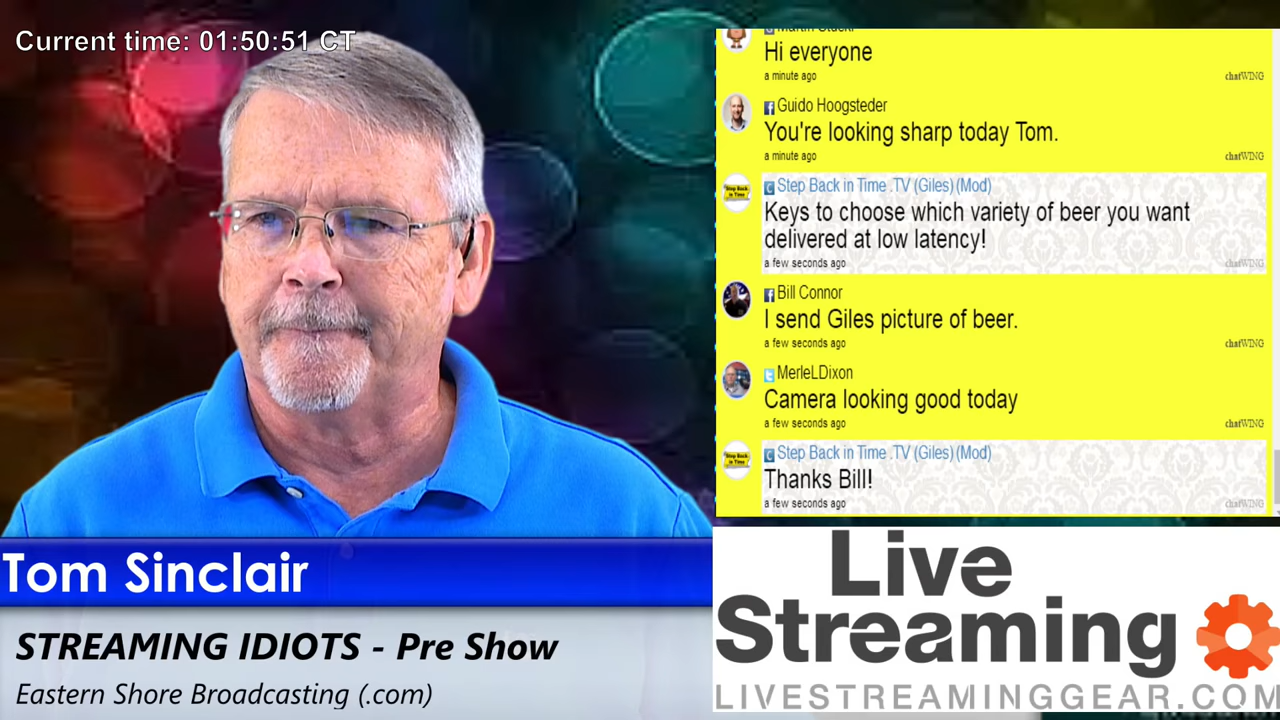 Current time: 01:50:51 CT
Hi everyone
a minute ago
chatWING
Guido Hoogsteder
You're looking sharp today Tom.
a minute ago
chatWING
Step Back in Time .TV (Giles) (Mod)
Keys to choose which variety of beer you want
delivered at low latency!
a few seconds ago
chatWING
Bill Connor
I send Giles picture of beer.
a few seconds ago
chatWING
MerleLDixon
Camera looking good today
a few seconds ago
chatWING
Step Back in Time .TV (Giles) (Mod)
Thanks Bill!
a few seconds ago
chatWING
Tom Sinclair
STREAMING IDIOTS - Pre Show
Eastern Shore Broadcasting (.com)
Live
Streaming
LIVESTREAMINGGEAR.COM